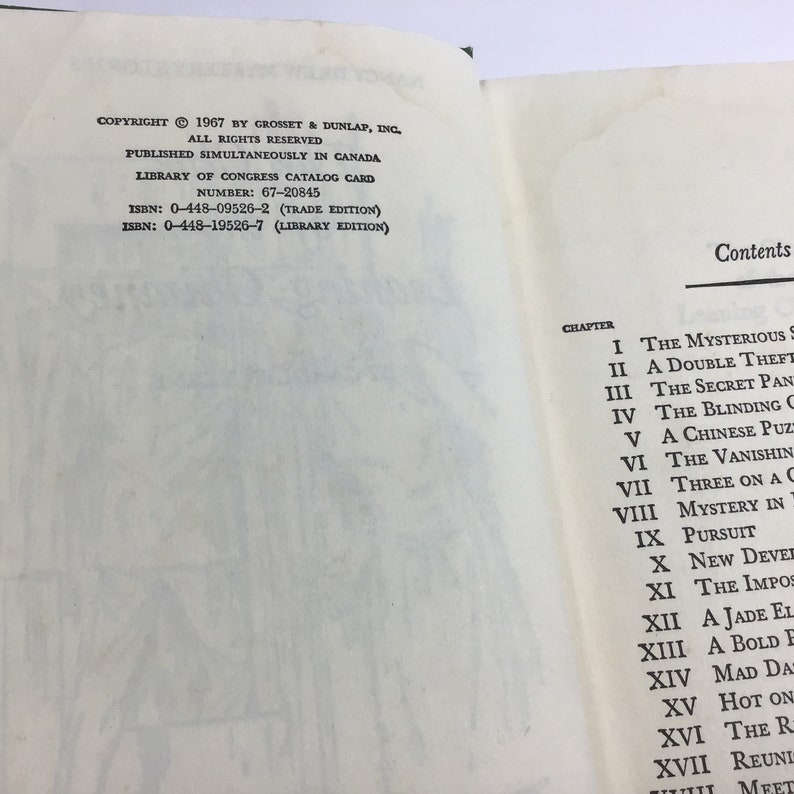 COPYRIGHT © 1967 BY GROSSET & DUNLAP, INC.
ALL RIGHTS RESERVED
PUBLISHED SIMULTANEOUSLY IN CANADA
LIBRARY OF CONGRESS CATALOG CARD
NUMBER: 67–20845
ISBN: 0–448–09526–2 (TRADE EDITION)
ISBN: 0–448–19526–7 (LIBRARY EDITION)
Contents
CHAPTER
I THE MYSTERIOUS S
II A DOUBLE THEFT
III THE SECRET PAN
IV THE BLINDING
V A CHINESE PUZ
VI THE VANISHIN
VII THREE ON A C
VIII MYSTERY IN
IX PURSUIT
X NEW DEVE
XI THE IMPOS
XII A JADE EL
XIII A BOLD
XIV MAD DA
XV HOT ON
XVI THE R
XVII REUNI
XVIII MEET